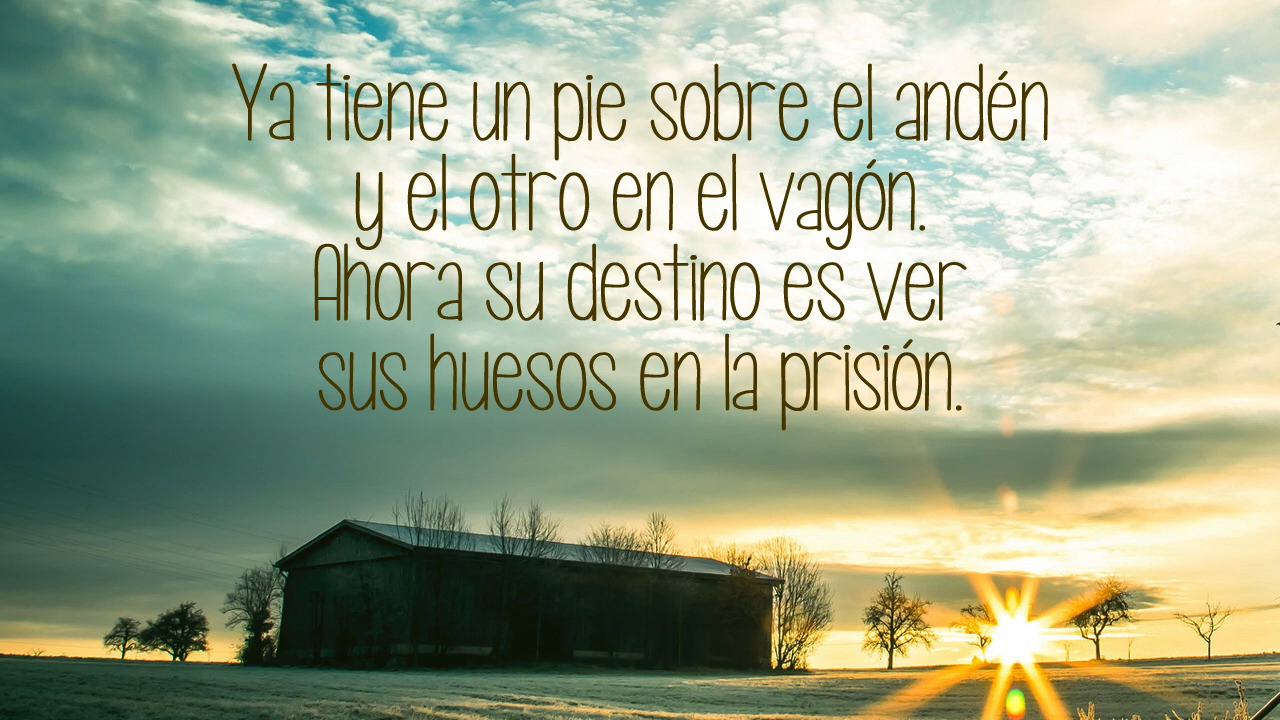 Ya tiene un pie sobre el andén
y el otro en el vagón.
Ahora su destino es ver
sus huesos en la prisión.